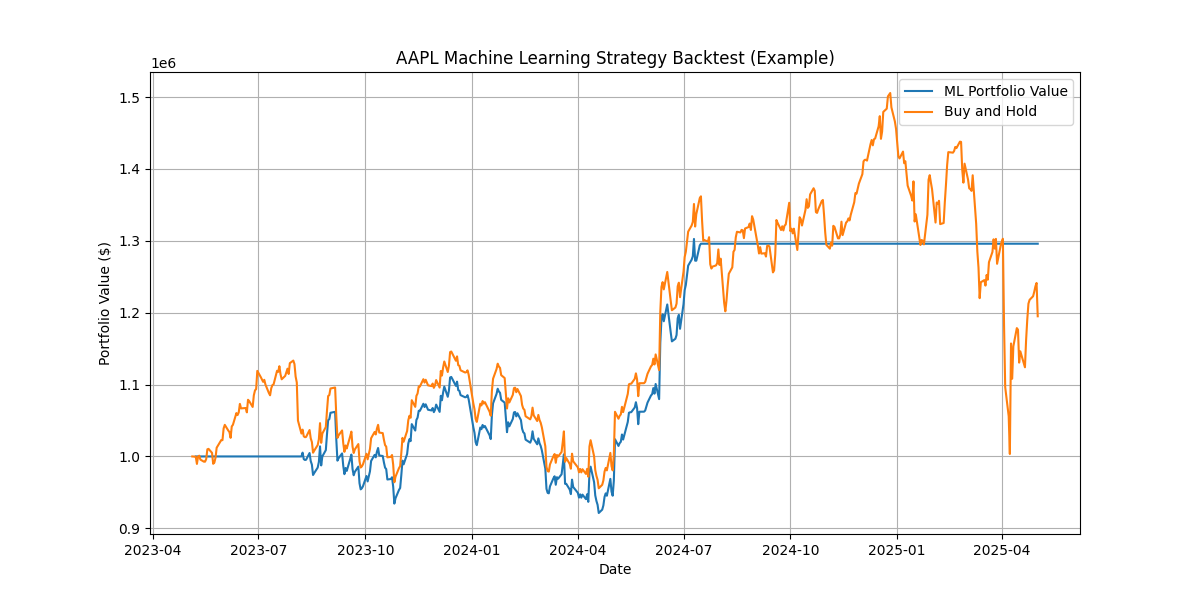 AAPL Machine Learning Strategy Backtest (Example)
1e6
ML Portfolio Value
Buy and Hold
1.5
1.4
1.3
1.2
1.1
1.0
0.9
Portfolio Value ($)
2023-04 2023-07 2023-10 2024-01 2024-04 2024-07 2024-10 2025-01 2025-04
Date